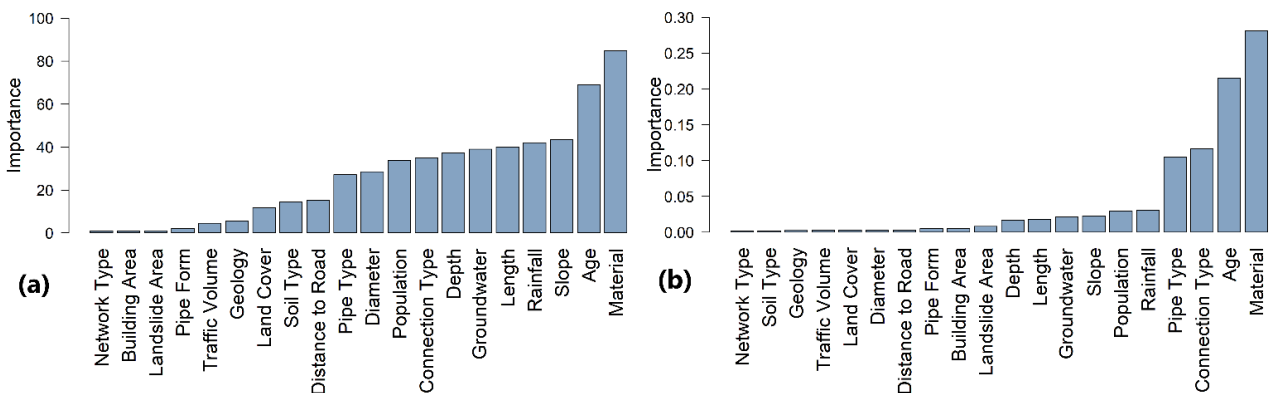 100
80
60
40
20
0
Importance
Network Type
Building Area
Landslide Area
Pipe Form
Traffic Volume
Geology
Land Cover
Soil Type
Distance to Road
Pipe Type
Diameter
Population
Connection Type
Depth
Groundwater
Length
Rainfall
Slope
Age
Material
(a)
0.30
0.25
0.20
0.15
0.10
0.05
0.00
Importance
Network Type
Soil Type
Geology
Traffic Volume
Land Cover
Diameter
Distance to Road
Pipe Form
Building Area
Landslide Area
Depth
Length
Groundwater
Slope
Population
Rainfall
Pipe Type
Connection Type
Age
Material
(b)